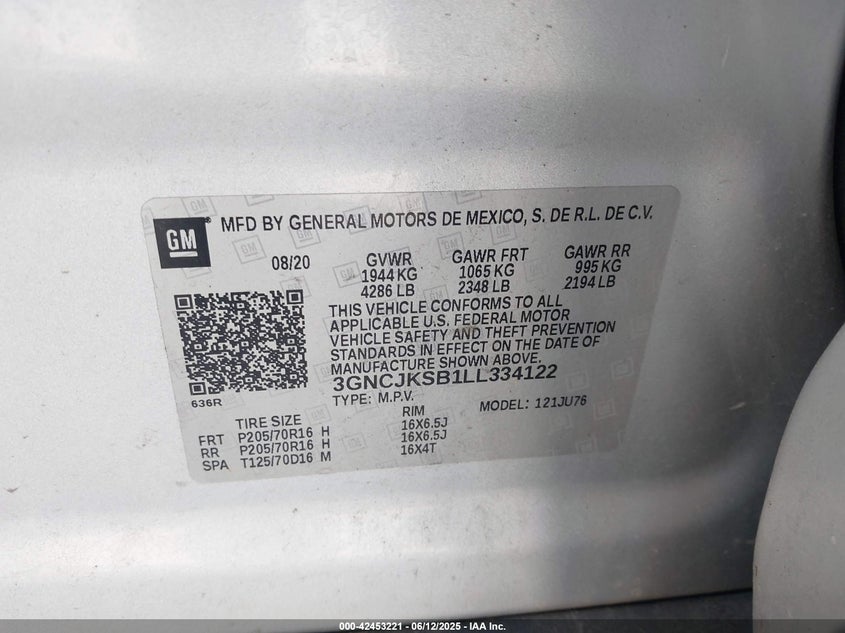 GM
MFD BY GENERAL MOTORS DE MEXICO, S. DE R.L. DE C.V.
08/20 GVWR GAWR FRT GAWR RR
1944 KG 1065 KG 995 KG
4286 LB 2348 LB 2194 LB
THIS VEHICLE CONFORMS TO ALL
APPLICABLE U.S. FEDERAL MOTOR
VEHICLE SAFETY AND THEFT PREVENTION
STANDARDS IN EFFECT ON THE DATE OF
MANUFACTURE SHOWN ABOVE.
3GNCJKSB1LL334122
636R
TYPE: M.P.V. MODEL: 121JU76
TIRE SIZE RIM
FRT P205/70R16 H 16X6.5J
RR P205/70R16 H 16X6.5J
SPA T125/70D16 M 16X4T
000-42453221 - 06/12/2025 - IAA Inc.